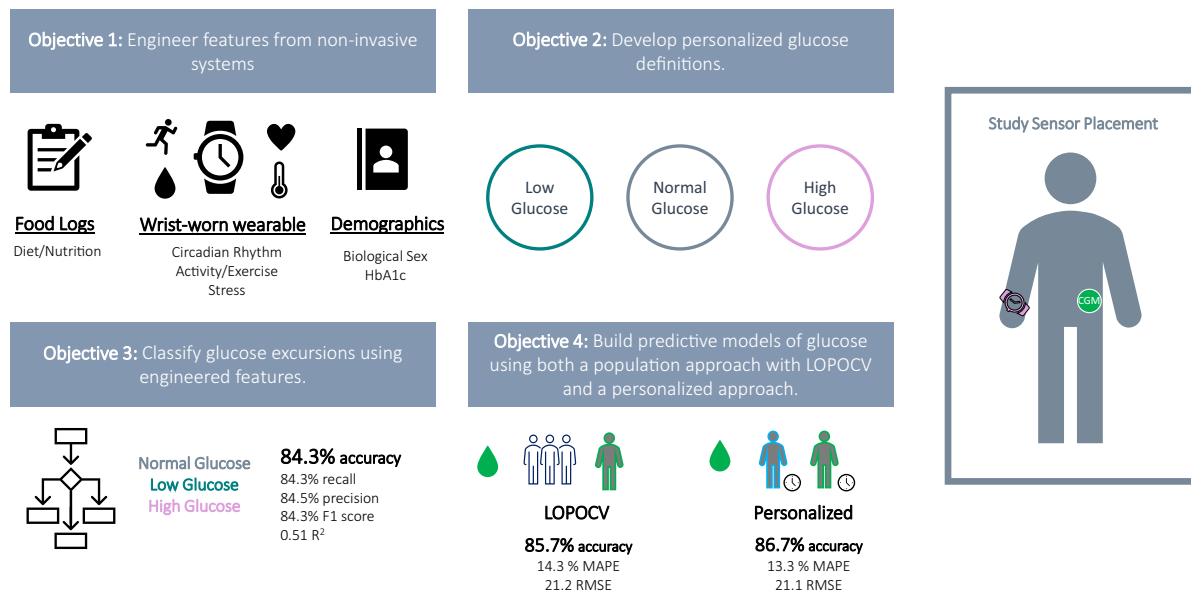 Objective 1: Engineer features from non-invasive
systems
Food Logs
Diet/Nutrition
Wrist-worn wearable
Circadian Rhythm
Activity/Exercise
Stress
Demographics
Biological Sex
HbA1c
Objective 2: Develop personalized glucose
definitions.
Low
Glucose
Normal
Glucose
High
Glucose
Study Sensor Placement
CGM
Objective 3: Classify glucose excursions using
engineered features.
Normal Glucose
Low Glucose
High Glucose
84.3% accuracy
84.3% recall
84.5% precision
84.3% F1 score
0.51 R²
Objective 4: Build predictive models of glucose
using both a population approach with LOPOCV
and a personalized approach.
LOPOCV
85.7% accuracy
14.3 % MAPE
21.2 RMSE
Personalized
86.7% accuracy
13.3 % MAPE
21.1 RMSE